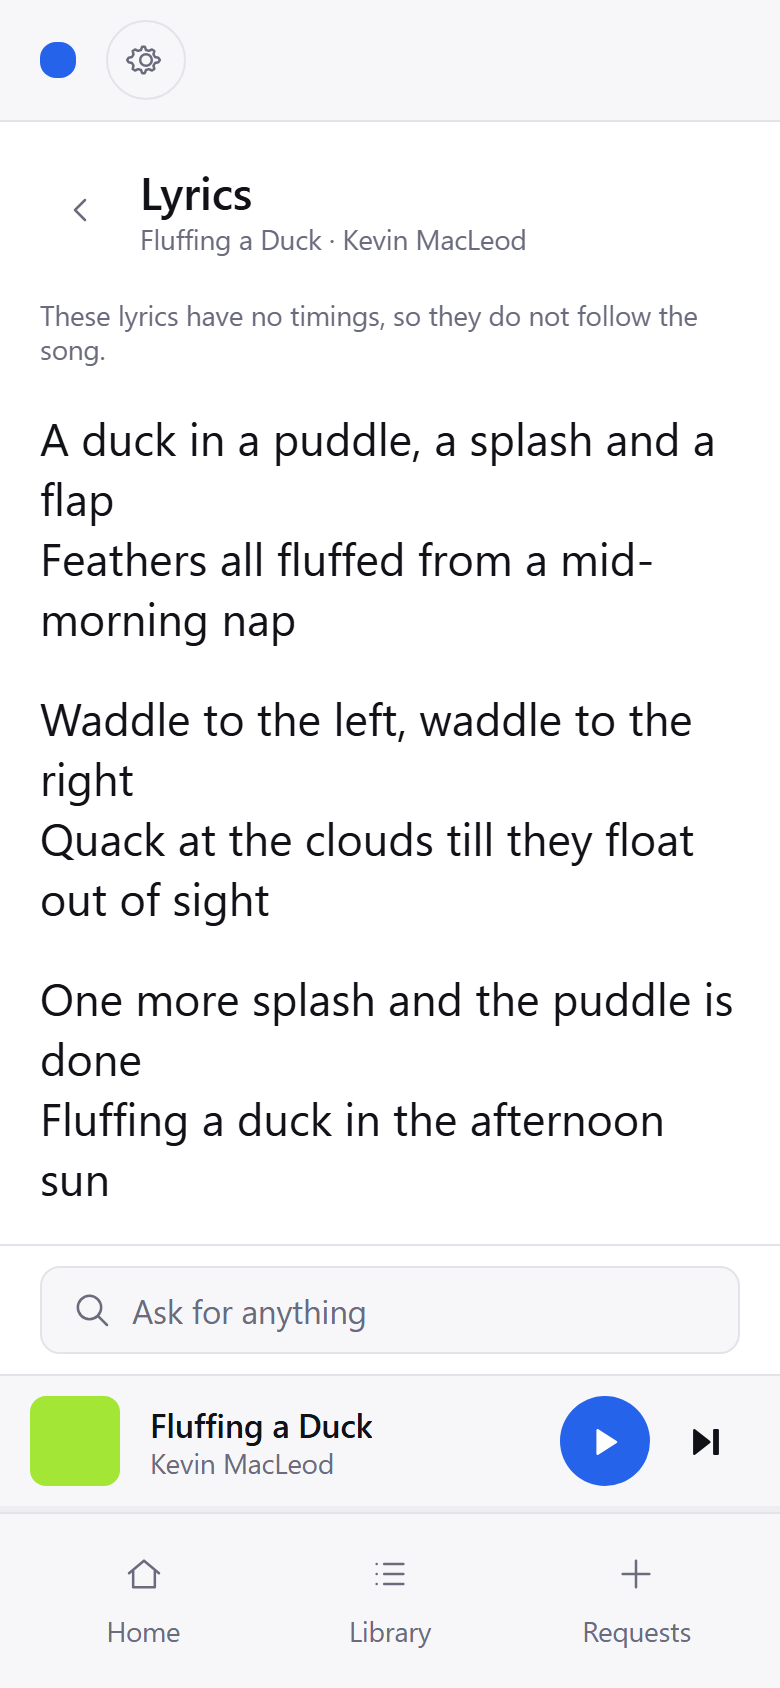 Lyrics
Fluffing a Duck · Kevin MacLeod
These lyrics have no timings, so they do not follow the
song.
A duck in a puddle, a splash and a
flap
Feathers all fluffed from a mid-
morning nap
Waddle to the left, waddle to the
right
Quack at the clouds till they float
out of sight
One more splash and the puddle is
done
Fluffing a duck in the afternoon
sun
Ask for anything
Fluffing a Duck
Kevin MacLeod
Home
Library
Requests